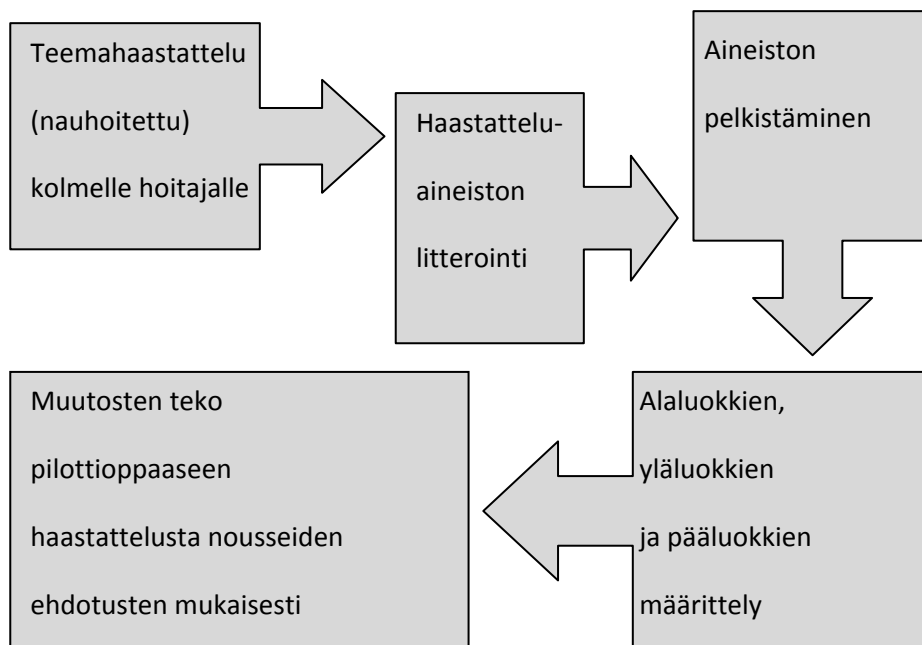 Teemahaastattelu
(nauhoitettu)
kolmelle hoitajalle
Haastattelu-
aineiston
litterointi
Aineiston
pelkistäminen
Alaluokkien,
yläluokkien
ja pääluokkien
määrittely
Muutosten teko
pilottioppaaseen
haastattelusta nousseiden
ehdotusten mukaisesti